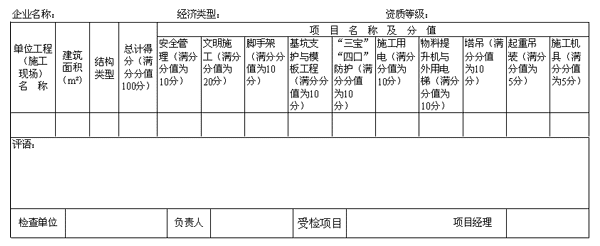 企业名称： 经济类型： 资质等级：
单位工程（施工现场）名 称
建筑面积（m²）
结构类型
总计得分（满分分值100分）
项 目 名 称 及 分 值
安全管理（满分分值为10分）
文明施工（满分分值为20分）
脚手架（满分分值为10分）
基坑支护与模板工程（满分分值为10分）
“三宝”“四口”防护（满分分值为10分）
施工用电（满分分值为10分）
物料提升机与外用电梯（满分分值为10分）
塔吊（满分分值为10分）
起重吊装（满分分值为5分）
施工机具（满分分值为5分）
评语：
检查单位 负责人 受检项目 项目经理